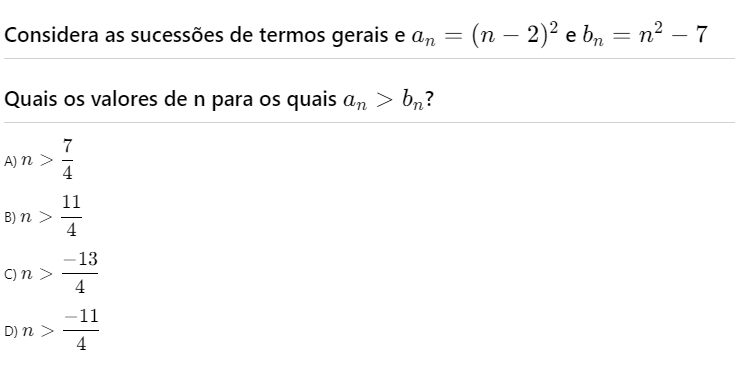 Considera as sucessões de termos gerais e $a_n = (n - 2)^2$ e $b_n = n^2 - 7$
Quais os valores de n para os quais $a_n > b_n$?
A) $n > \frac{7}{4}$
B) $n > \frac{11}{4}$
C) $n > \frac{-13}{4}$
D) $n > \frac{-11}{4}$